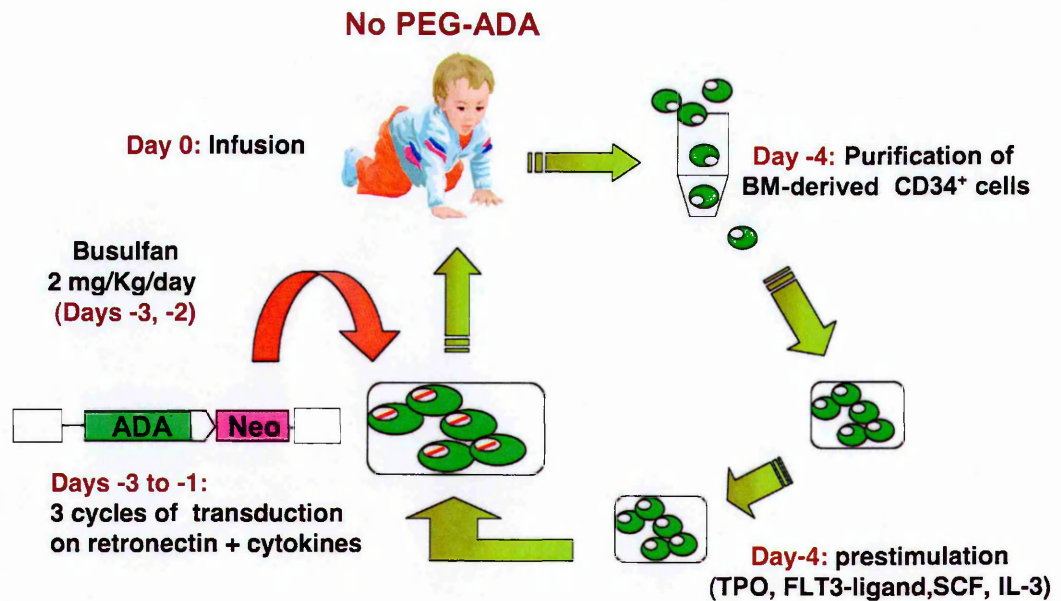 No PEG-ADA
Day 0: Infusion
Day -4: Purification of
BM-derived CD34⁺ cells
Busulfan
2 mg/Kg/day
(Days -3, -2)
ADA Neo
Days -3 to -1:
3 cycles of transduction
on retronectin + cytokines
Day-4: prestimulation
(TPO, FLT3-ligand,SCF, IL-3)